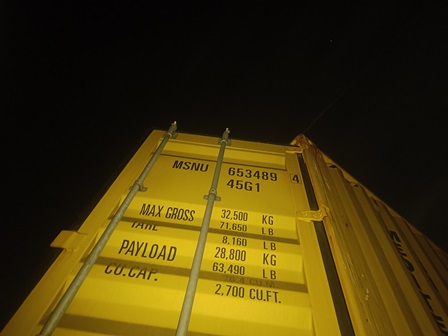 MSNU 653489 4
45G1
MAX GROSS 32,500 KG
71,650 LB
TARE
8,160 LB
PAYLOAD 28,800 KG
63,490 LB
CU.CAP.
2,700 CU.FT.